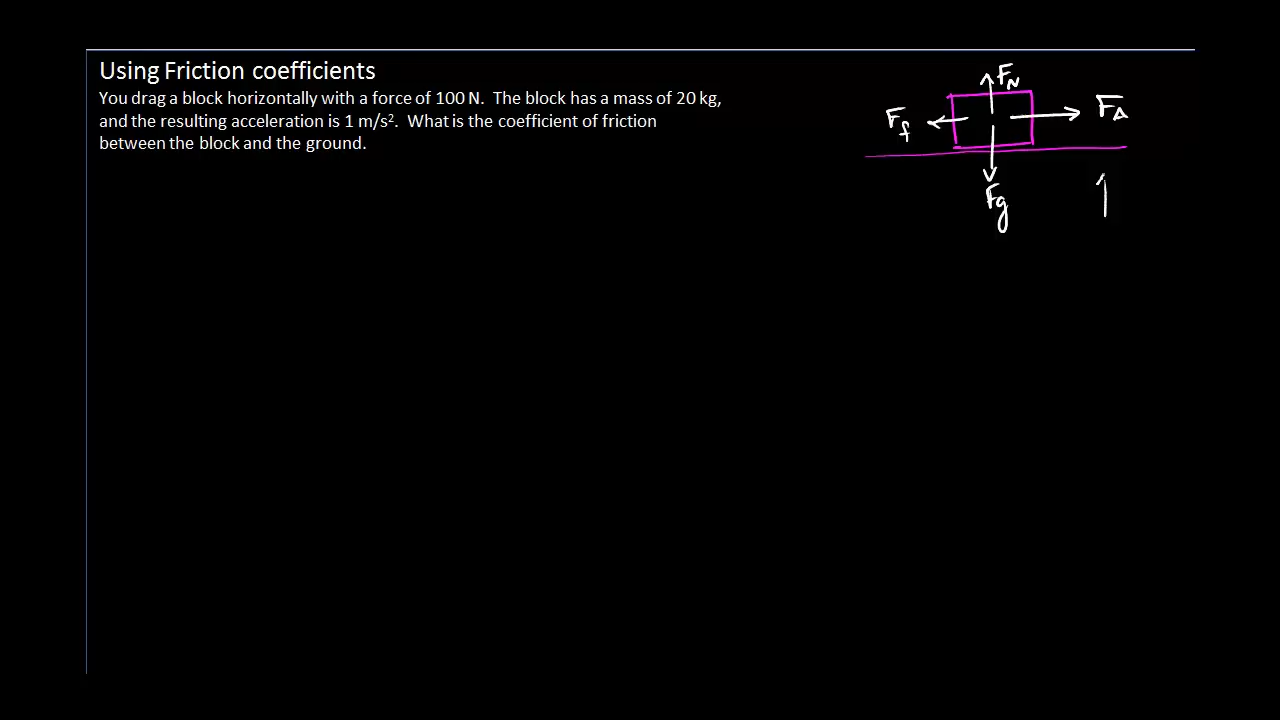 Using Friction coefficients
You drag a block horizontally with a force of 100 N. The block has a mass of 20 kg,
and the resulting acceleration is 1 m/s². What is the coefficient of friction
between the block and the ground.
FN
Ff
FA
Fg